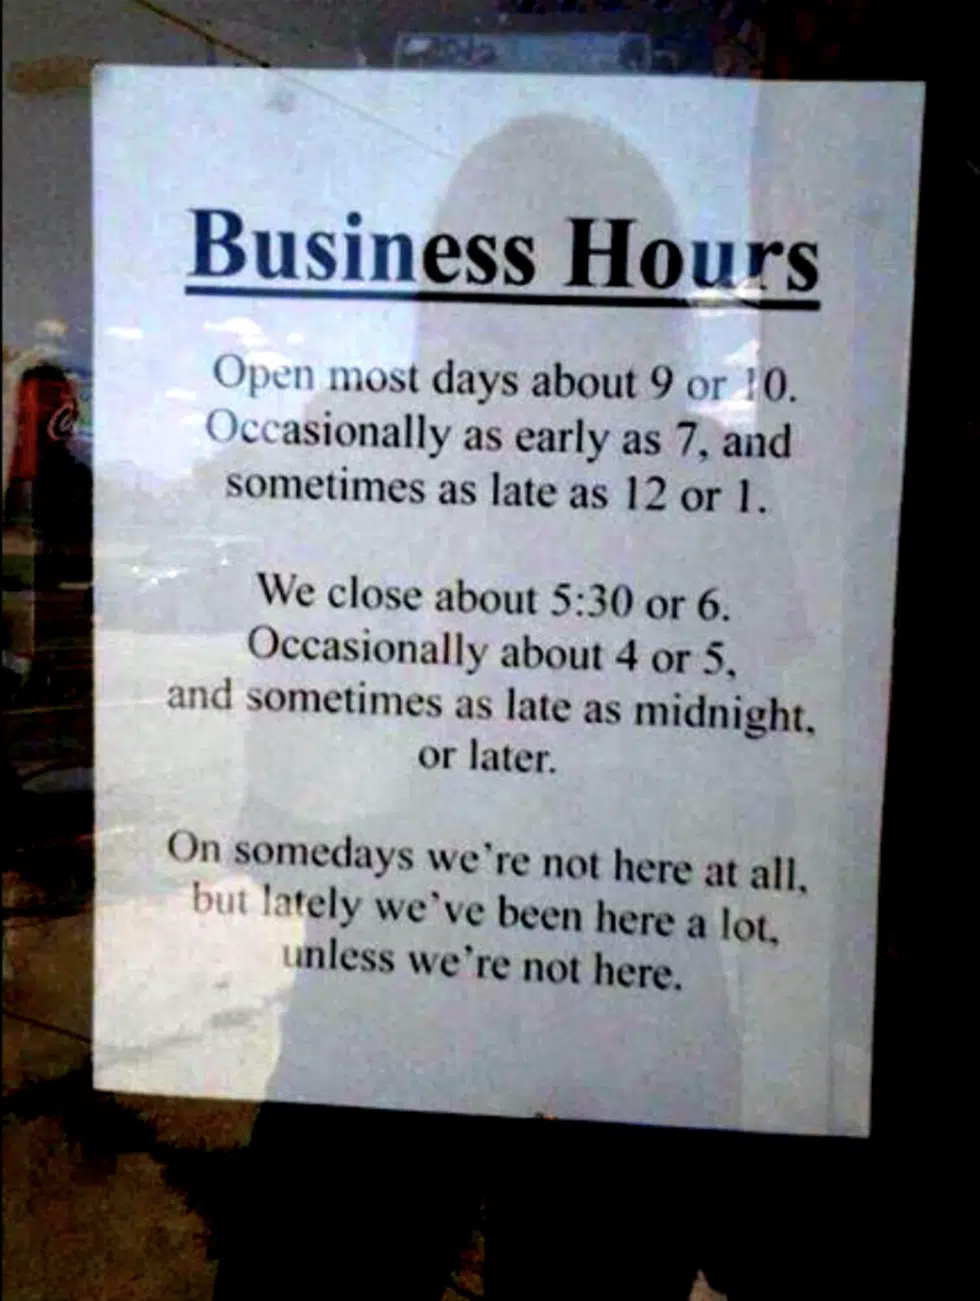 Business Hours
Open most days about 9 or 10.
Occasionally as early as 7, and
sometimes as late as 12 or 1.
We close about 5:30 or 6.
Occasionally about 4 or 5,
and sometimes as late as midnight,
or later.
On somedays we're not here at all,
but lately we've been here a lot,
unless we're not here.